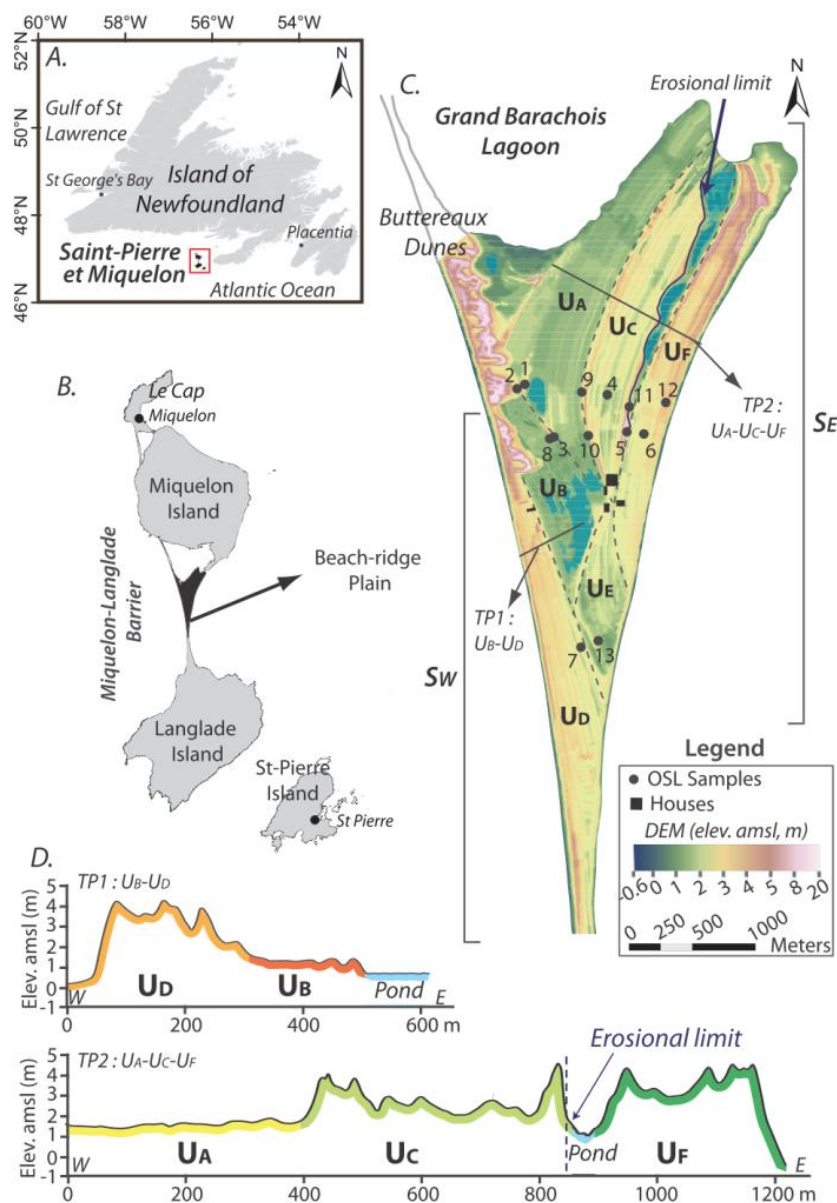 60°W 58°W 56°W 54°W
52°N
50°N
48°N
46°N
A.
N
Gulf of St
Lawrence
St George's Bay
Island of
Newfoundland
Placentia
Saint-Pierre
et Miquelon
Atlantic Ocean
B.
Le Cap
Miquelon
Miquelon
Island
Miquelon-Langlade
Barrier
Beach-ridge
Plain
Langlade
Island
St-Pierre
Island
St Pierre
C.
Erosional limit
N
Grand Barachois
Lagoon
Buttereaux
Dunes
UA
UC
UF
2 1
9 4
11 12
8 3
10 5 6
UB
TP2 :
UA-UC-UF
SE
TP1 :
UB-UD
UE
7 13
SW
UD
Legend
OSL Samples
Houses
DEM (elev. amsl, m)
-0.6 0 1 2 3 4 5 8 20
0 250 500 1000
Meters
D.
TP1 : UB-UD
Elev. amsl (m)
5
4
3
2
1
0
-1
W
UD
UB
Pond
E
0 200 400 600 m
TP2 : UA-UC-UF
Erosional limit
Elev. amsl (m)
5
4
3
2
1
0
-1
W
UA
UC
Pond
UF
E
0 200 400 600 800 1000 1200 m